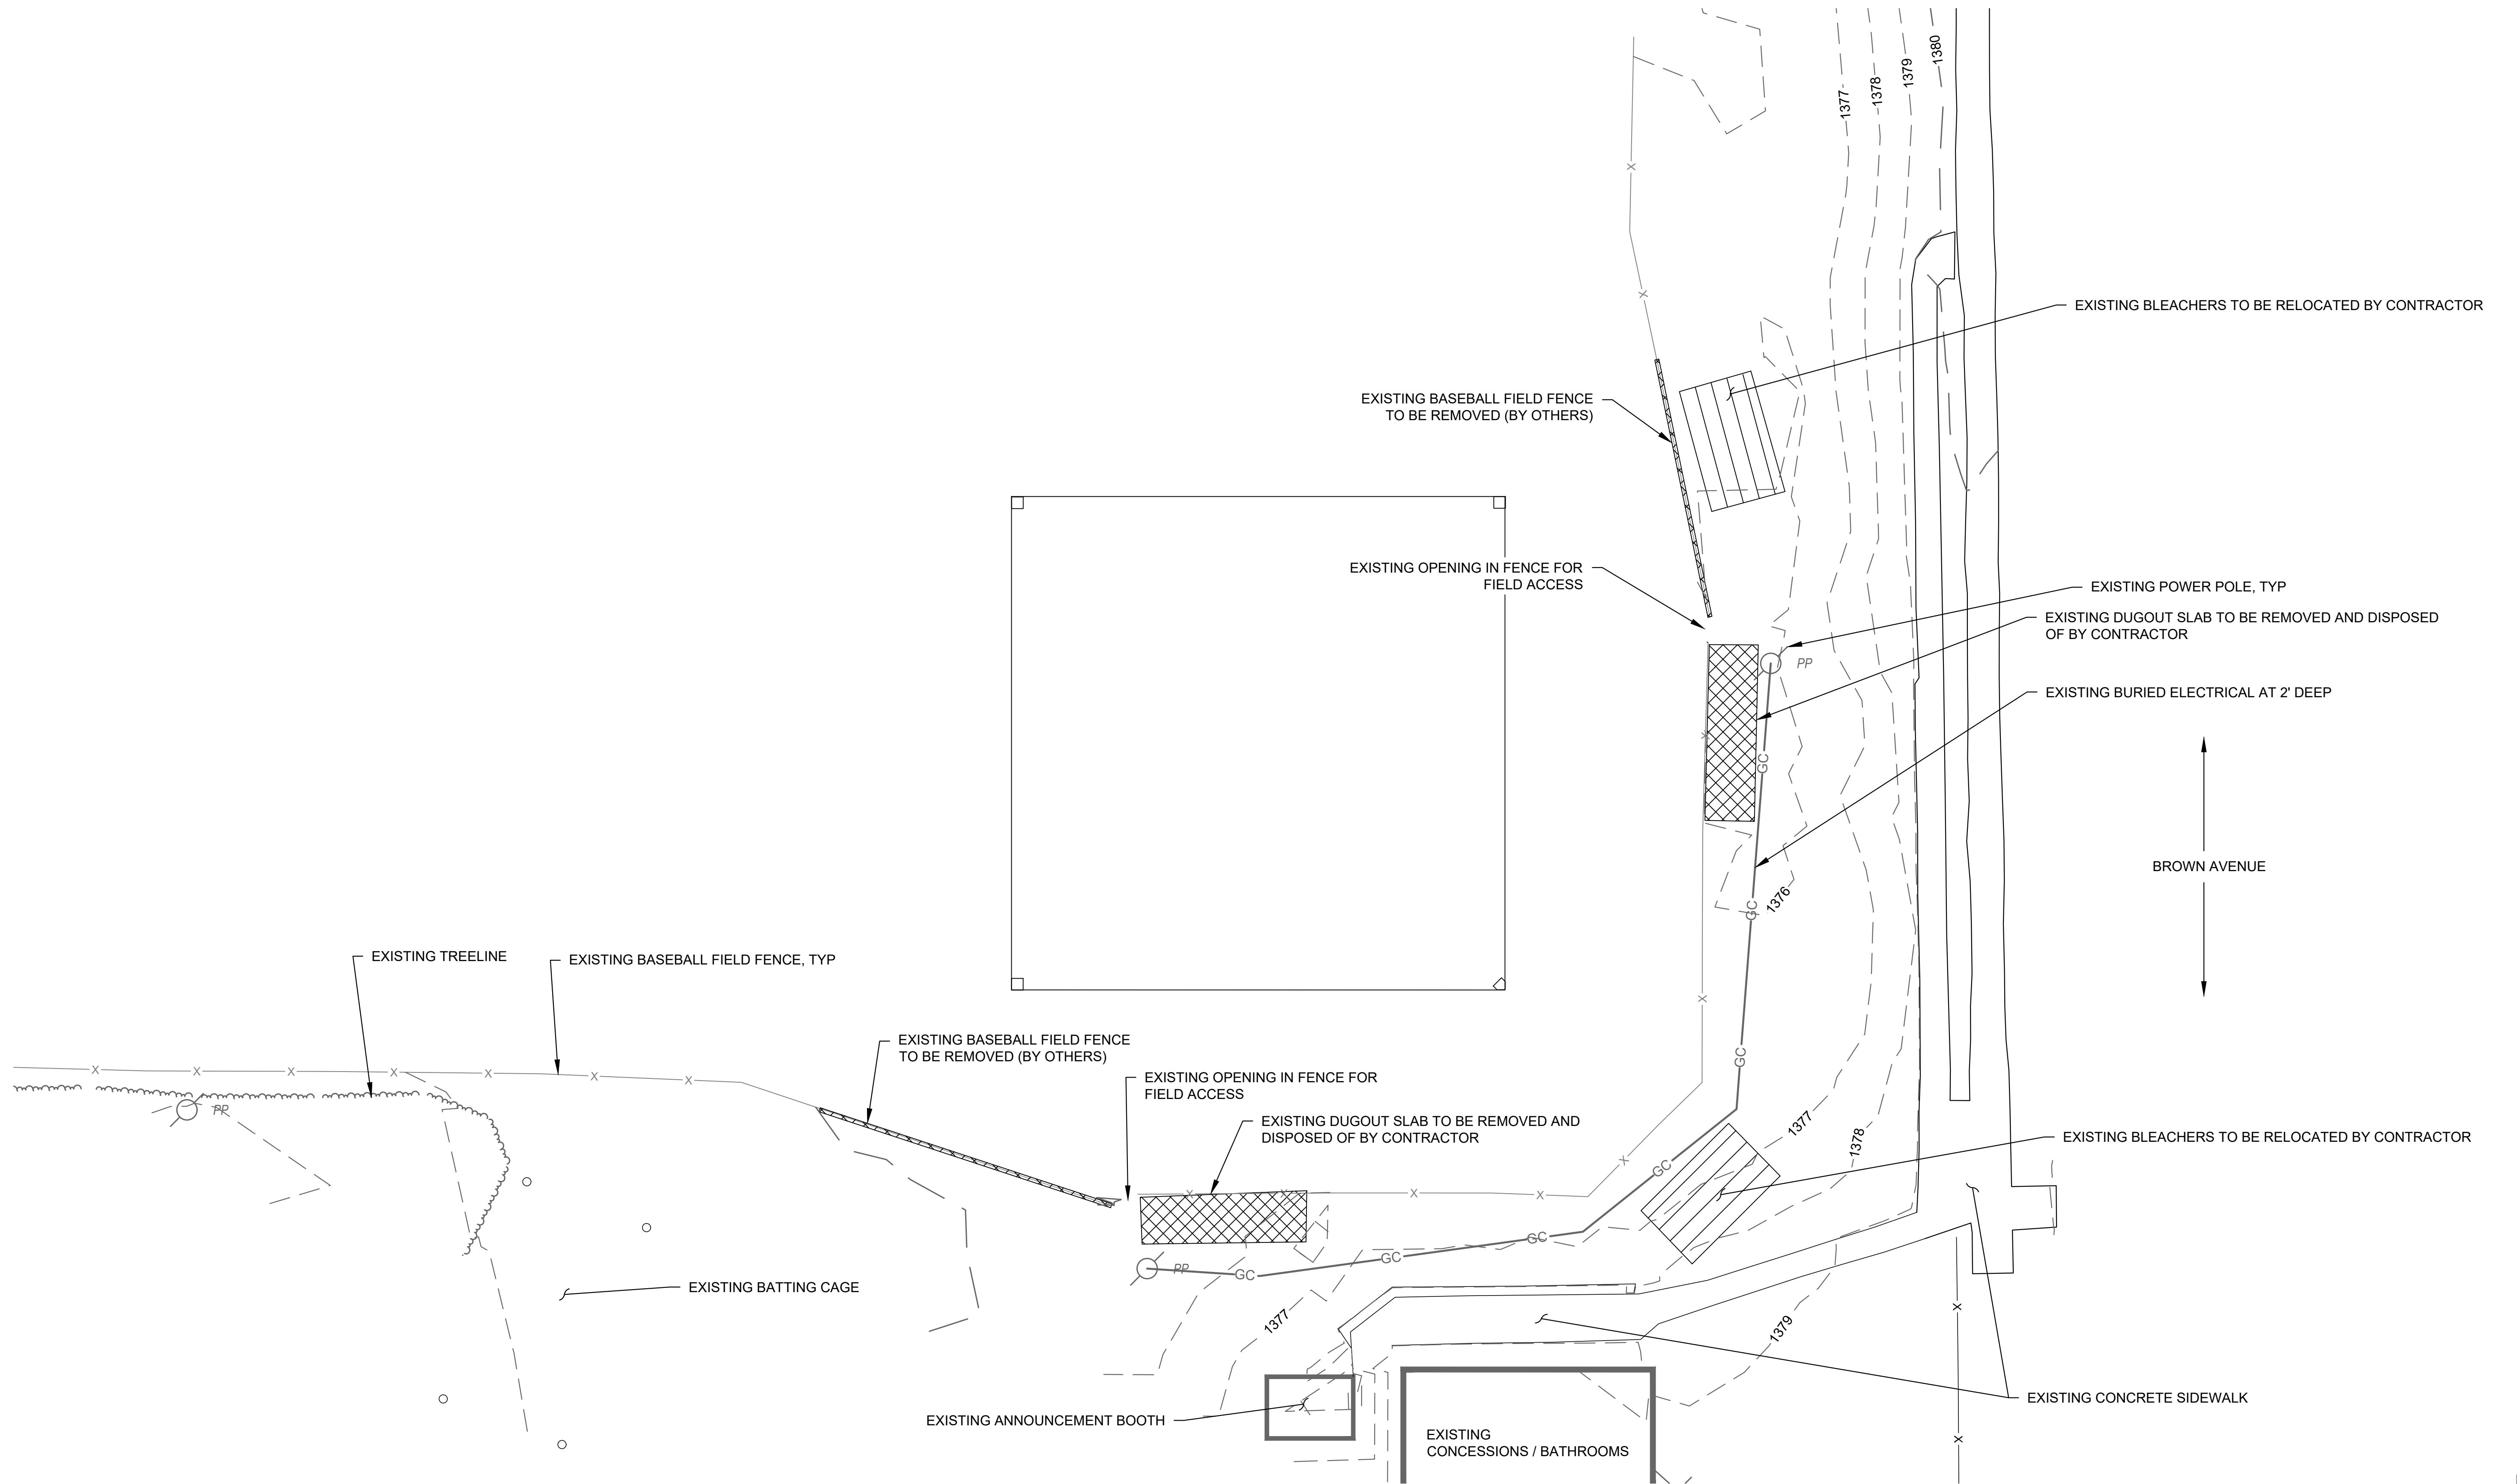 1380
1379
1378
1377
EXISTING BLEACHERS TO BE RELOCATED BY CONTRACTOR
X
X
EXISTING BASEBALL FIELD FENCE
TO BE REMOVED (BY OTHERS)
EXISTING OPENING IN FENCE FOR
FIELD ACCESS
EXISTING POWER POLE, TYP
EXISTING DUGOUT SLAB TO BE REMOVED AND DISPOSED
OF BY CONTRACTOR
PP
EXISTING BURIED ELECTRICAL AT 2' DEEP
X
GC
BROWN AVENUE
1376
GC
X
GC
EXISTING TREELINE
EXISTING BASEBALL FIELD FENCE, TYP
EXISTING BASEBALL FIELD FENCE
TO BE REMOVED (BY OTHERS)
X X X X X X X
PP
EXISTING OPENING IN FENCE FOR
FIELD ACCESS
EXISTING DUGOUT SLAB TO BE REMOVED AND
DISPOSED OF BY CONTRACTOR
1377
1378
EXISTING BLEACHERS TO BE RELOCATED BY CONTRACTOR
X
GC
X X X X
PP
GC
GC
GC
EXISTING BATTING CAGE
1377
1379
X
EXISTING CONCRETE SIDEWALK
EXISTING ANNOUNCEMENT BOOTH
EXISTING
CONCESSIONS / BATHROOMS
X